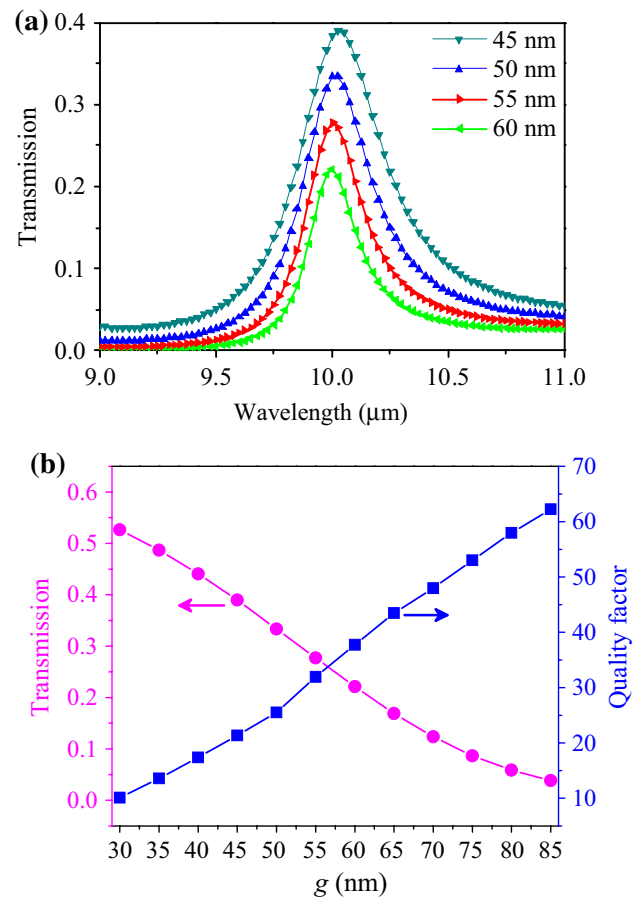 (a)
0.4
0.3
0.2
0.1
0.0
Transmission
45 nm
50 nm
55 nm
60 nm
9.0 9.5 10.0 10.5 11.0
Wavelength (μm)
(b)
0.6
0.5
0.4
0.3
0.2
0.1
0.0
Transmission
70
60
50
40
30
20
10
Quality factor
30 35 40 45 50 55 60 65 70 75 80 85
g (nm)